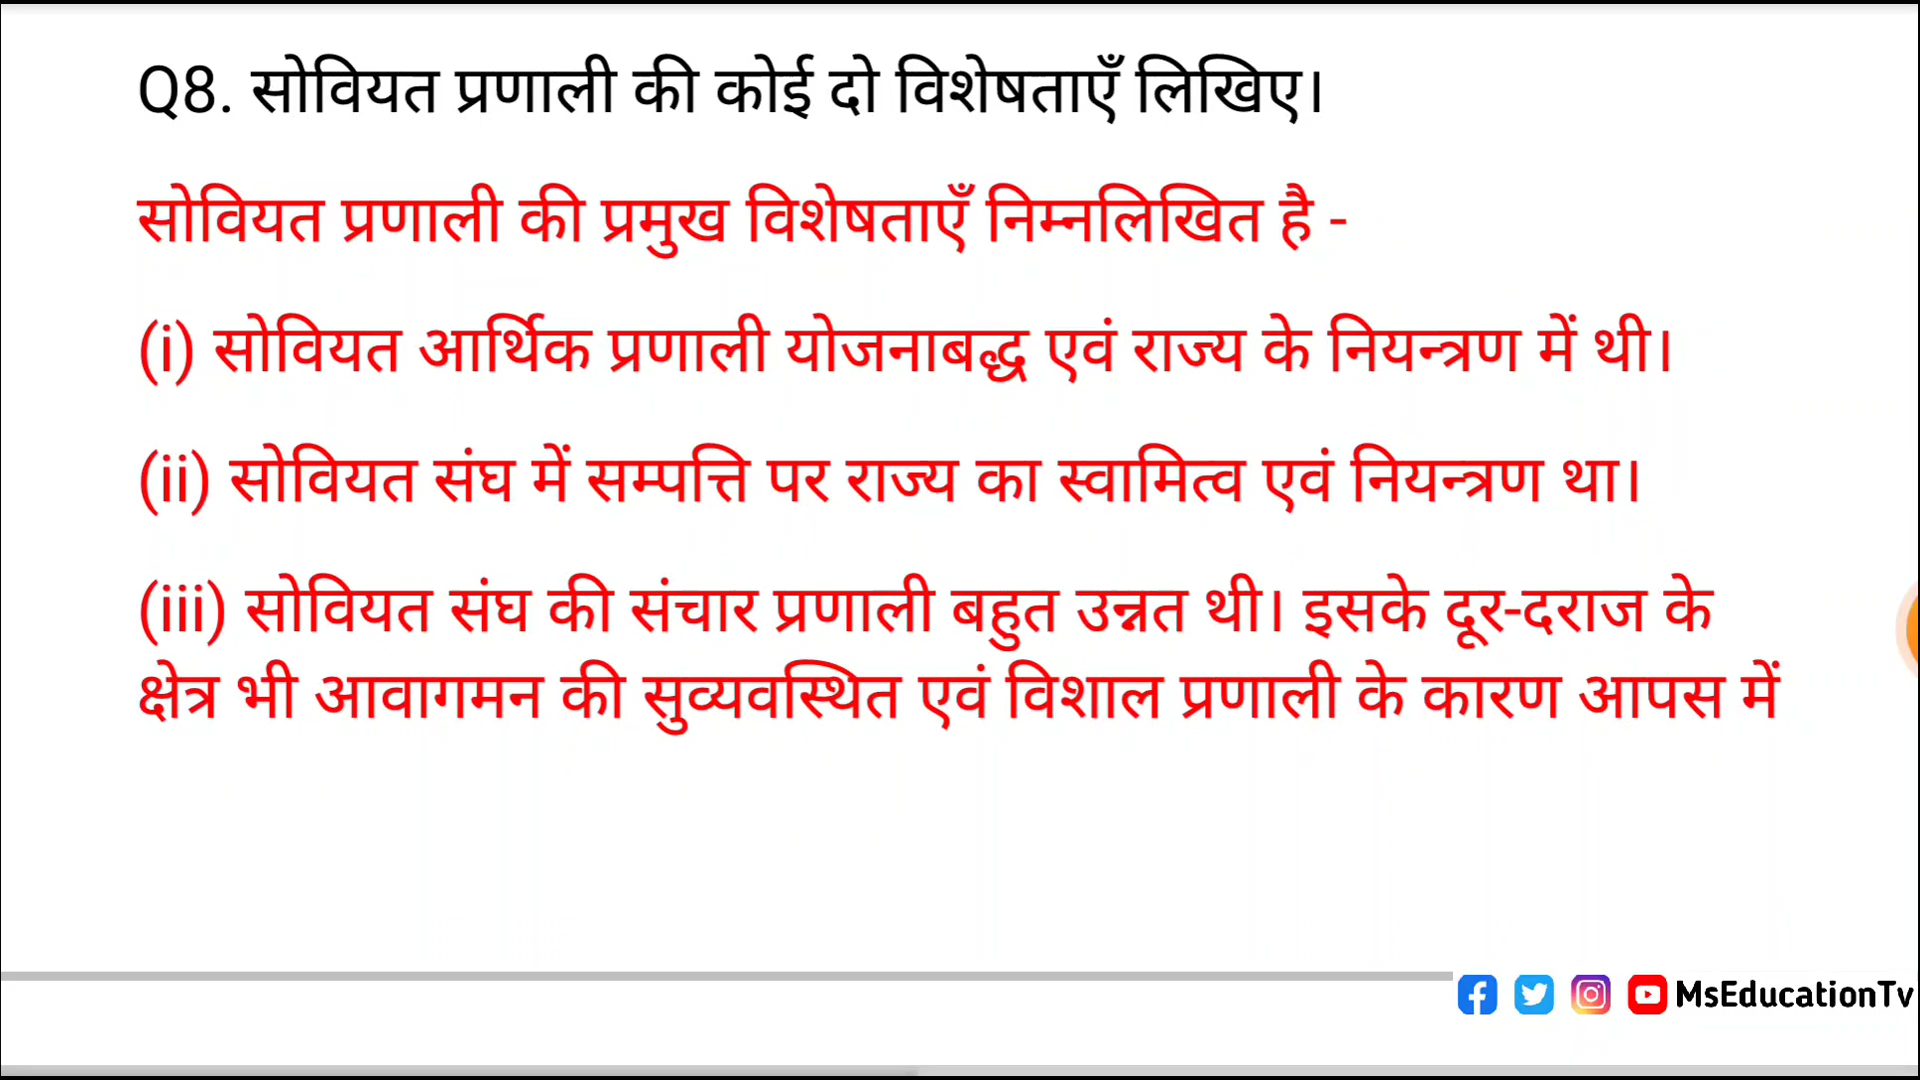 Q8. सोवियत प्रणाली की कोई दो विशेषताएँ लिखिए।
सोवियत प्रणाली की प्रमुख विशेषताएँ निम्नलिखित है -
(i) सोवियत आर्थिक प्रणाली योजनाबद्ध एवं राज्य के नियन्त्रण में थी।
(ii) सोवियत संघ में सम्पत्ति पर राज्य का स्वामित्व एवं नियन्त्रण था।
(iii) सोवियत संघ की संचार प्रणाली बहुत उन्नत थी। इसके दूर-दराज के
क्षेत्र भी आवागमन की सुव्यवस्थित एवं विशाल प्रणाली के कारण आपस में
MsEducationTv